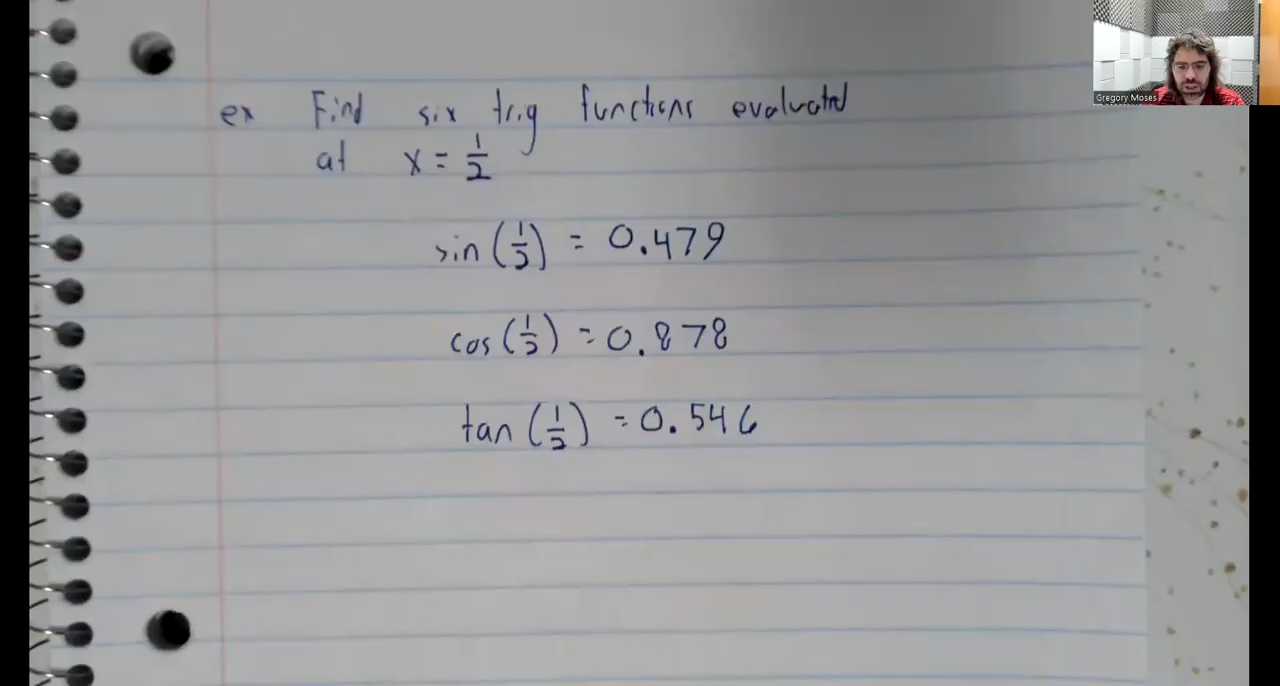 ex Find six trig functions evaluated
at x = 1/2
sin(1/2) = 0.479
cos(1/2) = 0.878
tan(1/2) = 0.546
Gregory Moses